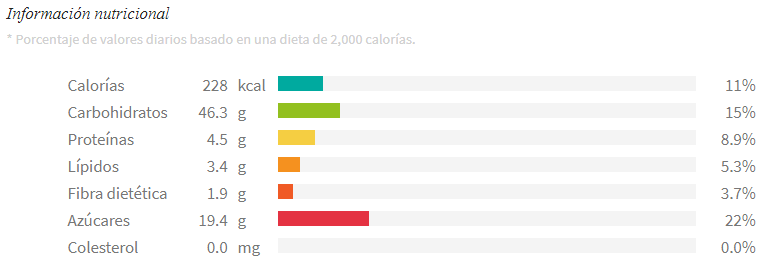 Información nutricional
* Porcentaje de valores diarios basado en una dieta de 2,000 calorías.
Calorías 228 kcal 11%
Carbohidratos 46.3 g 15%
Proteínas 4.5 g 8.9%
Lípidos 3.4 g 5.3%
Fibra dietética 1.9 g 3.7%
Azúcares 19.4 g 22%
Colesterol 0.0 mg 0.0%